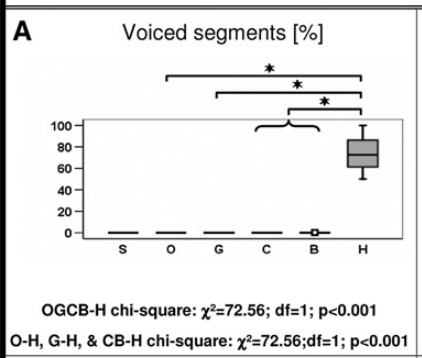 A
Voiced segments [%]
*
*
*
100
80
60
40
20
0
S O G C B H
OGCB-H chi-square: χ²=72.56; df=1; p<0.001
O-H, G-H, & CB-H chi-square: χ²=72.56;df=1; p<0.001